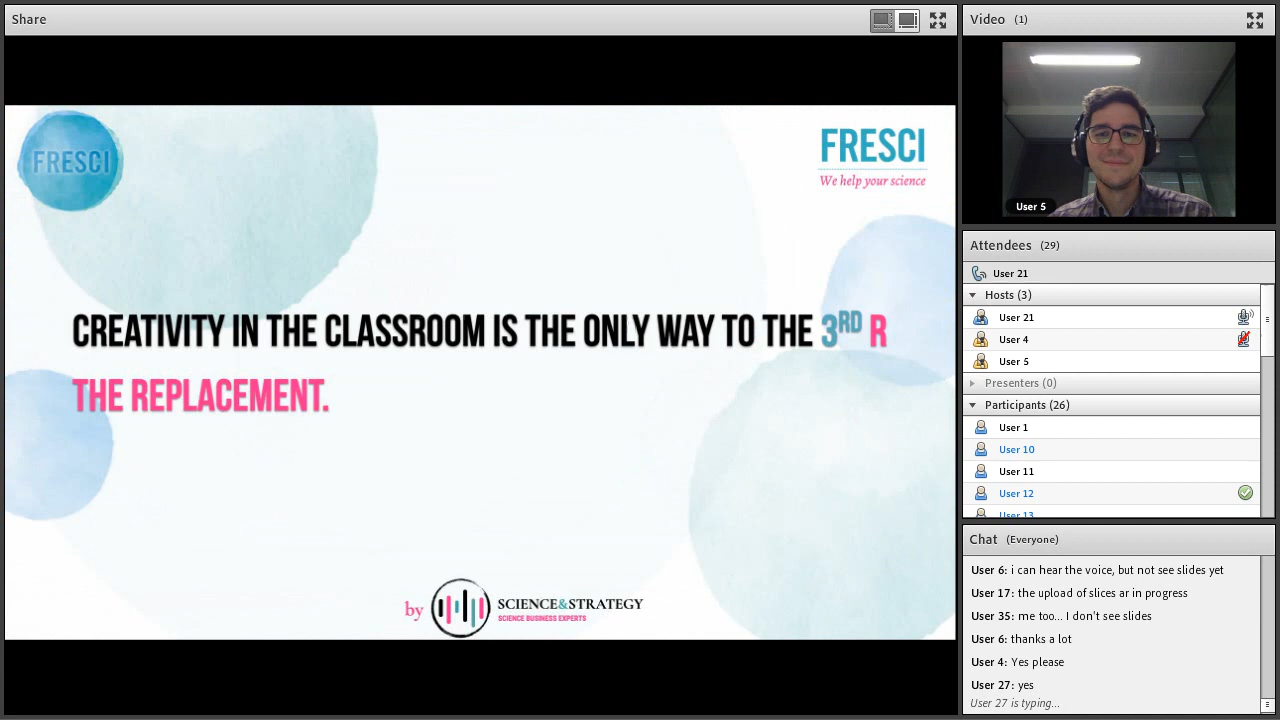 Share
Video (1)
FRESCI
FRESCI
We help your science
CREATIVITY IN THE CLASSROOM IS THE ONLY WAY TO THE 3RD R
THE REPLACEMENT.
by
SCIENCE&STRATEGY
SCIENCE BUSINESS EXPERTS
User 5
Attendees (29)
User 21
Hosts (3)
User 21
User 4
User 5
Presenters (0)
Participants (26)
User 1
User 10
User 11
User 12
User 13
Chat (Everyone)
User 6: i can hear the voice, but not see slides yet
User 17: the upload of slices ar in progress
User 35: me too... I don't see slides
User 6: thanks a lot
User 4: Yes please
User 27: yes
User 27 is typing...